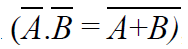 (A̅.B̅ = A̅+̅B̅)